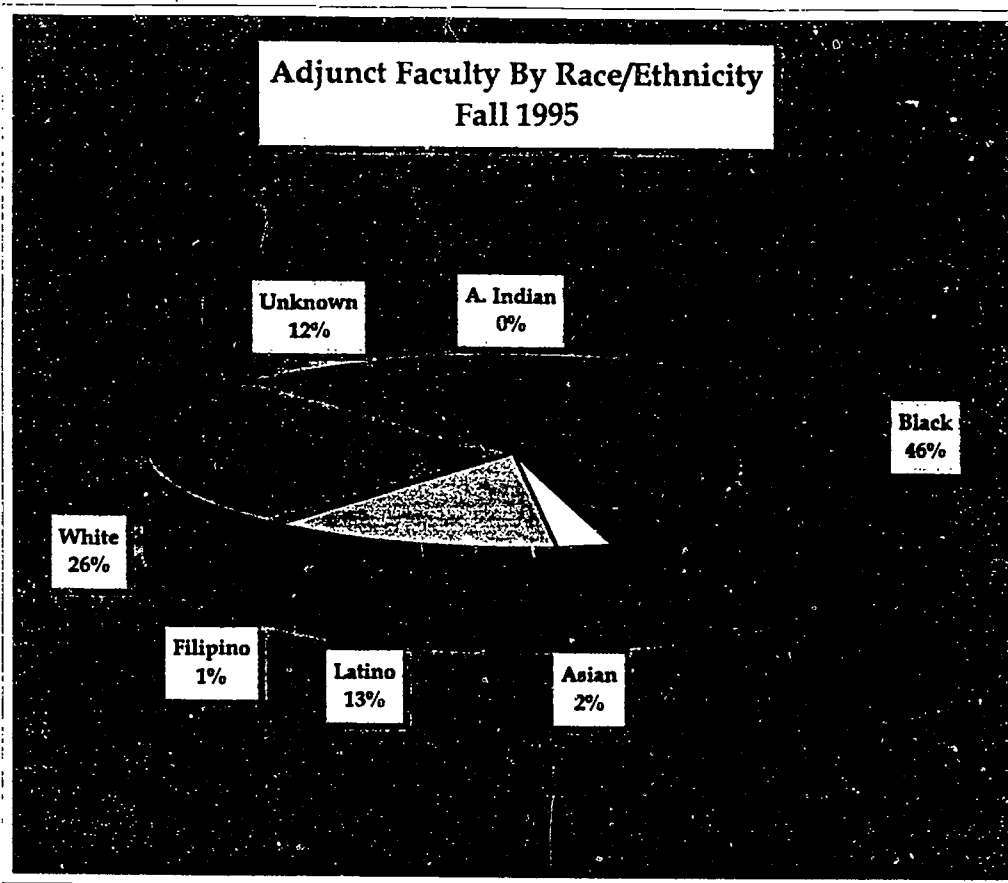 Adjunct Faculty By Race/Ethnicity
Fall 1995
Unknown
12%
A. Indian
0%
Black
46%
White
26%
Filipino
1%
Latino
13%
Asian
2%